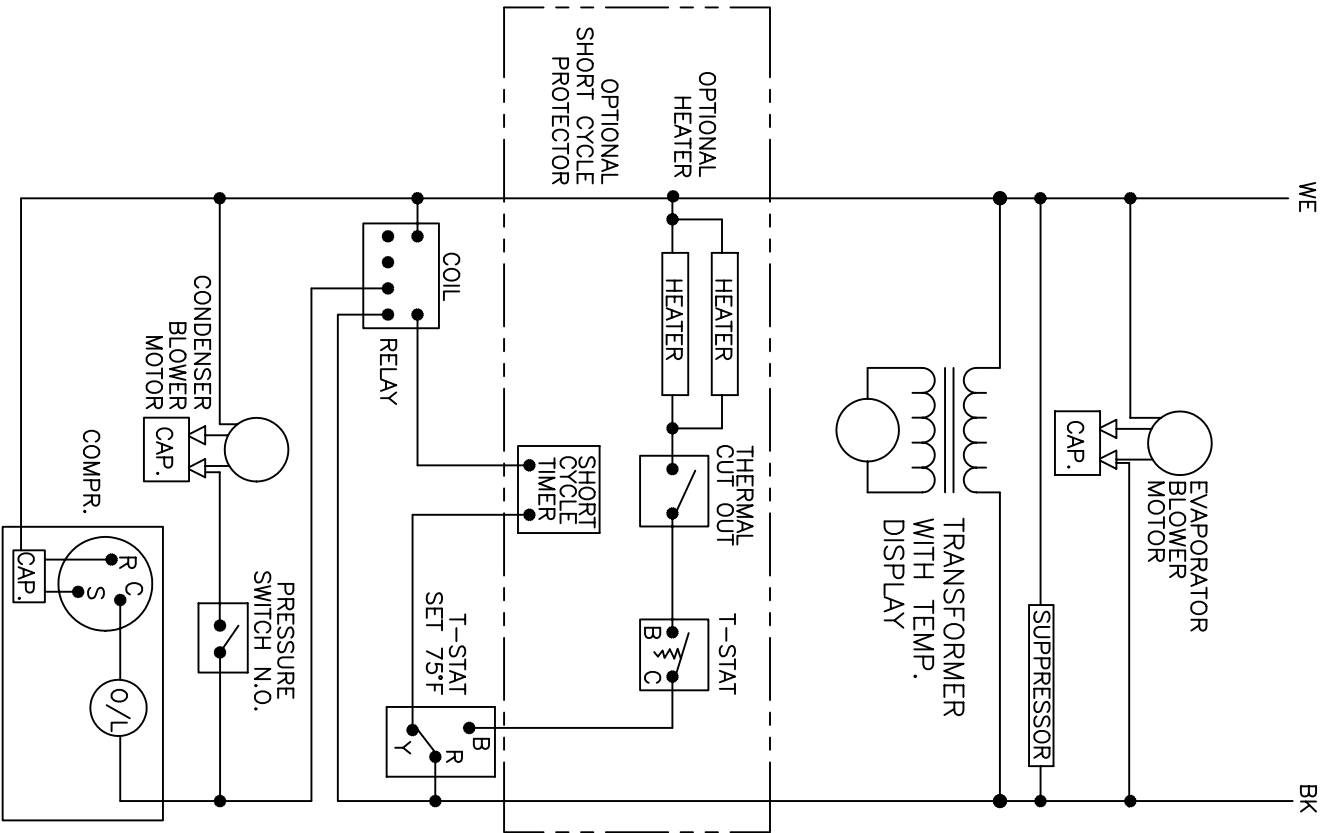 WE
BK
EVAPORATOR
BLOWER
MOTOR
CAP.
SUPPRESSOR
TRANSFORMER
WITH TEMP.
DISPLAY
OPTIONAL
HEATER
HEATER
HEATER
THERMAL
CUT OUT
T-STAT
B
C
OPTIONAL
SHORT CYCLE
PROTECTOR
SHORT
CYCLE
TIMER
T-STAT
SET 75°F
B
R
Y
COIL
RELAY
CONDENSER
BLOWER
MOTOR
CAP.
PRESSURE
SWITCH N.O.
COMPR.
CAP.
R
C
S
O/L